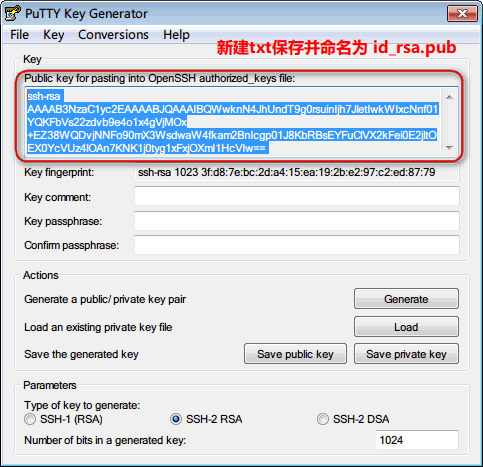 PuTTY Key Generator
File Key Conversions Help
新建txt保存并命名为 id_rsa.pub
Key
Public key for pasting into OpenSSH authorized_keys file:
ssh-rsa
AAAAB3NzaC1yc2EAAAABJQAAAIBQWwknN4JhUndT9g0rsuinIjh7JIetIwkWIxcNnf01
YQKFbVs22zdvb9e4o1x4gVjMOx
+EZ38WQDvjNNFo90mX3WsdwaW4fkam2BnIcgp01J8KbRBsEYFuClVX2kFei0E2jltO
EX0YcVUz4lOAn7KNK1j0tyg1xFxjOXml1HcVIw==
Key fingerprint: ssh-rsa 1023 3f:d8:7e:bc:2d:a4:15:ea:19:2b:e2:97:c2:ed:87:79
Key comment:
Key passphrase:
Confirm passphrase:
Actions
Generate a public/private key pair Generate
Load an existing private key file Load
Save the generated key Save public key Save private key
Parameters
Type of key to generate:
SSH-1 (RSA) SSH-2 RSA SSH-2 DSA
Number of bits in a generated key: 1024